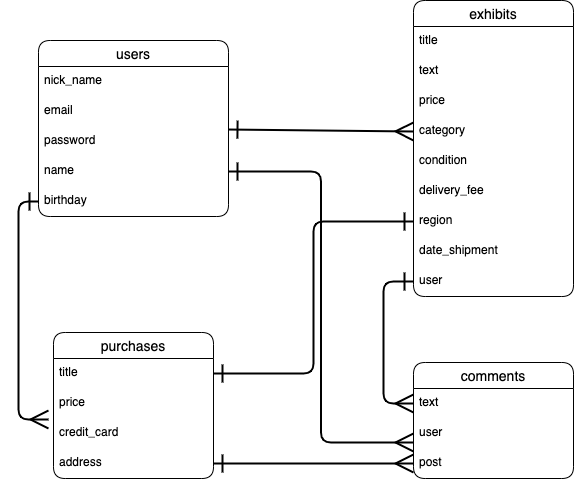 users
nick_name
email
password
name
birthday
exhibits
title
text
price
category
condition
delivery_fee
region
date_shipment
user
purchases
title
price
credit_card
address
comments
text
user
post